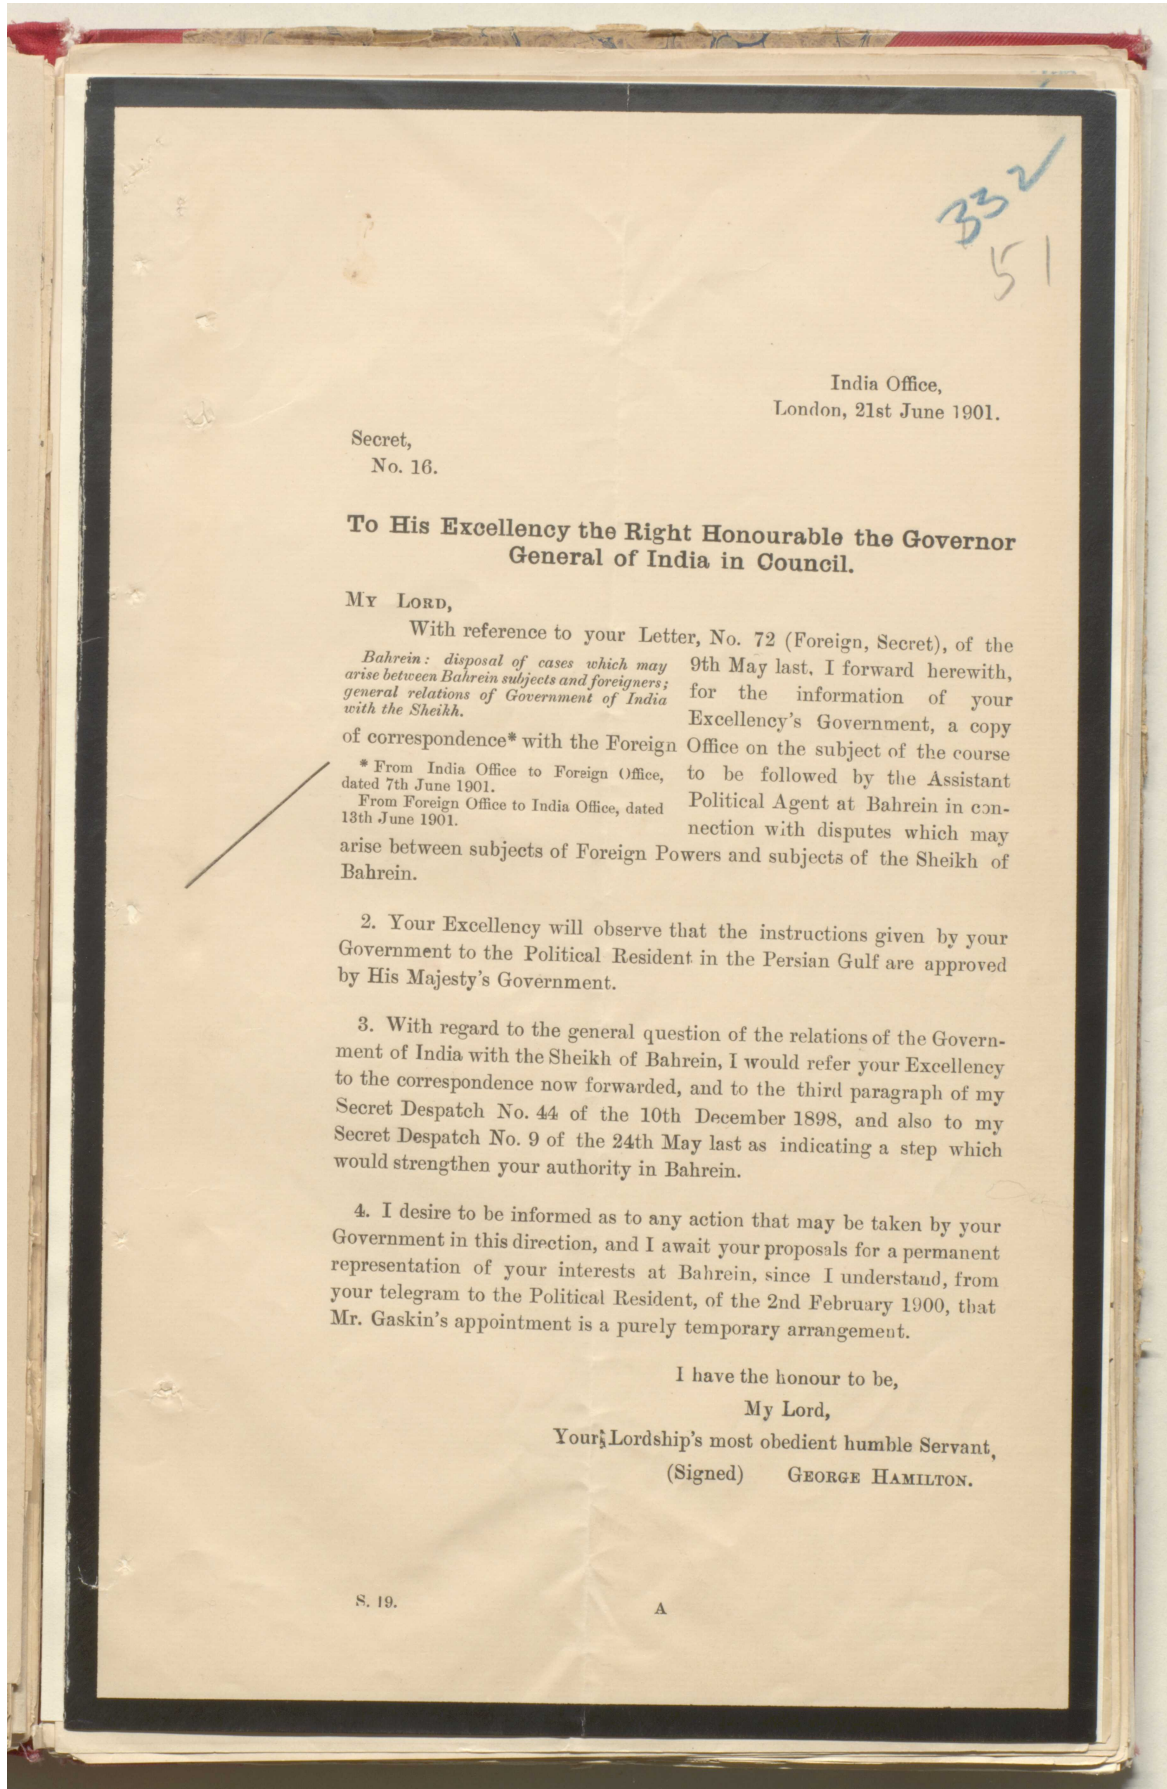 332
51
India Office,
London, 21st June 1901.
Secret,
No. 16.
To His Excellency the Right Honourable the Governor
General of India in Council.
My Lord,
With reference to your Letter, No. 72 (Foreign, Secret), of the
Bahrein: disposal of cases which may
arise between Bahrein subjects and foreigners;
general relations of Government of India
with the Sheikh.
9th May last, I forward herewith,
for the information of your
Excellency's Government, a copy
of correspondence* with the Foreign Office on the subject of the course
* From India Office to Foreign Office,
dated 7th June 1901.
From Foreign Office to India Office, dated
13th June 1901.
to be followed by the Assistant
Political Agent at Bahrein in con-
nection with disputes which may
arise between subjects of Foreign Powers and subjects of the Sheikh of
Bahrein.
2. Your Excellency will observe that the instructions given by your
Government to the Political Resident in the Persian Gulf are approved
by His Majesty's Government.
3. With regard to the general question of the relations of the Govern-
ment of India with the Sheikh of Bahrein, I would refer your Excellency
to the correspondence now forwarded, and to the third paragraph of my
Secret Despatch No. 44 of the 10th December 1898, and also to my
Secret Despatch No. 9 of the 24th May last as indicating a step which
would strengthen your authority in Bahrein.
4. I desire to be informed as to any action that may be taken by your
Government in this direction, and I await your proposals for a permanent
representation of your interests at Bahrein, since I understand, from
your telegram to the Political Resident, of the 2nd February 1900, that
Mr. Gaskin's appointment is a purely temporary arrangement.
I have the honour to be,
My Lord,
Your Lordship's most obedient humble Servant,
(Signed) George Hamilton.
S. 19.
A